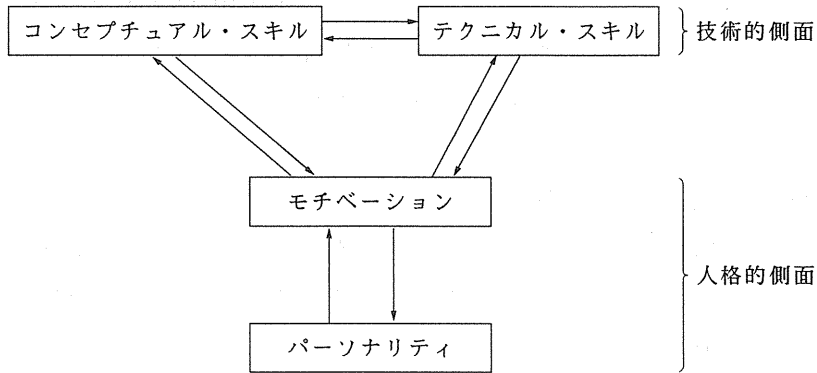 コンセプチュアル・スキル
テクニカル・スキル
技術的側面
モチベーション
人格的側面
パーソナリティ